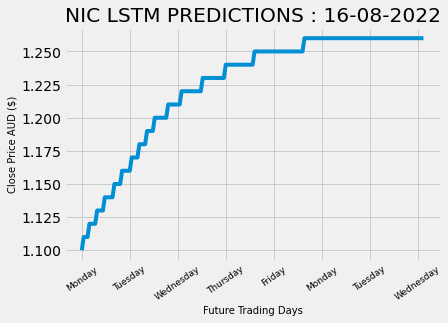 NIC LSTM PREDICTIONS : 16-08-2022
1.250
1.225
1.200
1.175
1.150
1.125
1.100
Close Price AUD ($)
Monday Tuesday Wednesday Thursday Friday Monday Tuesday Wednesday
Future Trading Days